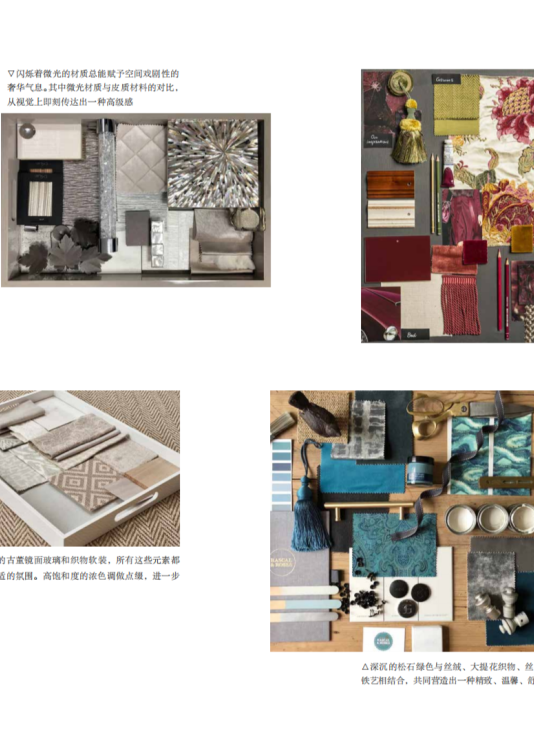 ▽闪烁着微光的材质总能赋予空间戏剧性的
奢华气息。其中微光材质与皮质材料的对比，
从视觉上即刻传达出一种高级感
的古董镜面玻璃和织物软装，所有这些元素都
适的氛围。高饱和度的浓色调做点缀，进一步
△深沉的松石绿色与丝绒、大提花织物、丝
铁艺相结合，共同营造出一种精致、温馨、舒